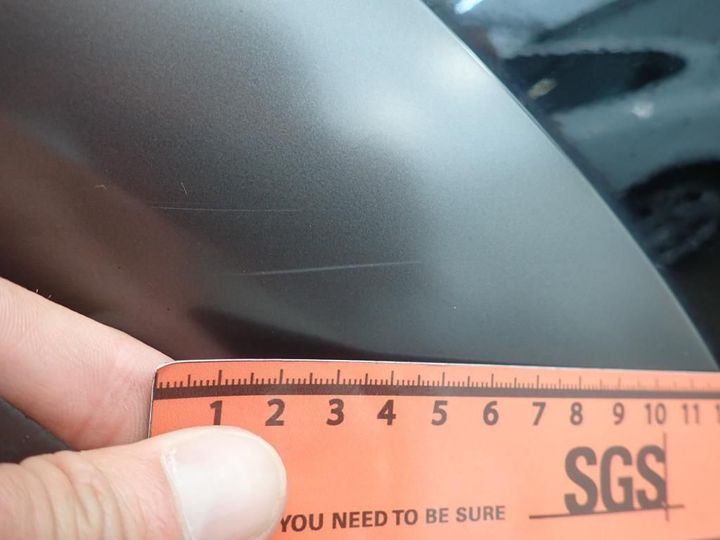 1 2 3 4 5 6 7 8 9 10 11
SGS
YOU NEED TO BE SURE